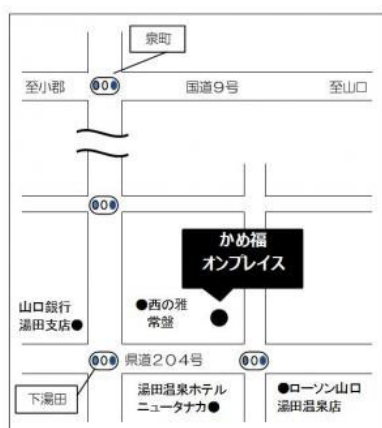 泉町
至小郡
国道9号
至山口
かめ福
オンプレイス
山口銀行
湯田支店●
●西の雅
常盤
県道204号
下湯田
湯田温泉ホテル
ニュータナカ●
●ローソン山口
湯田温泉店